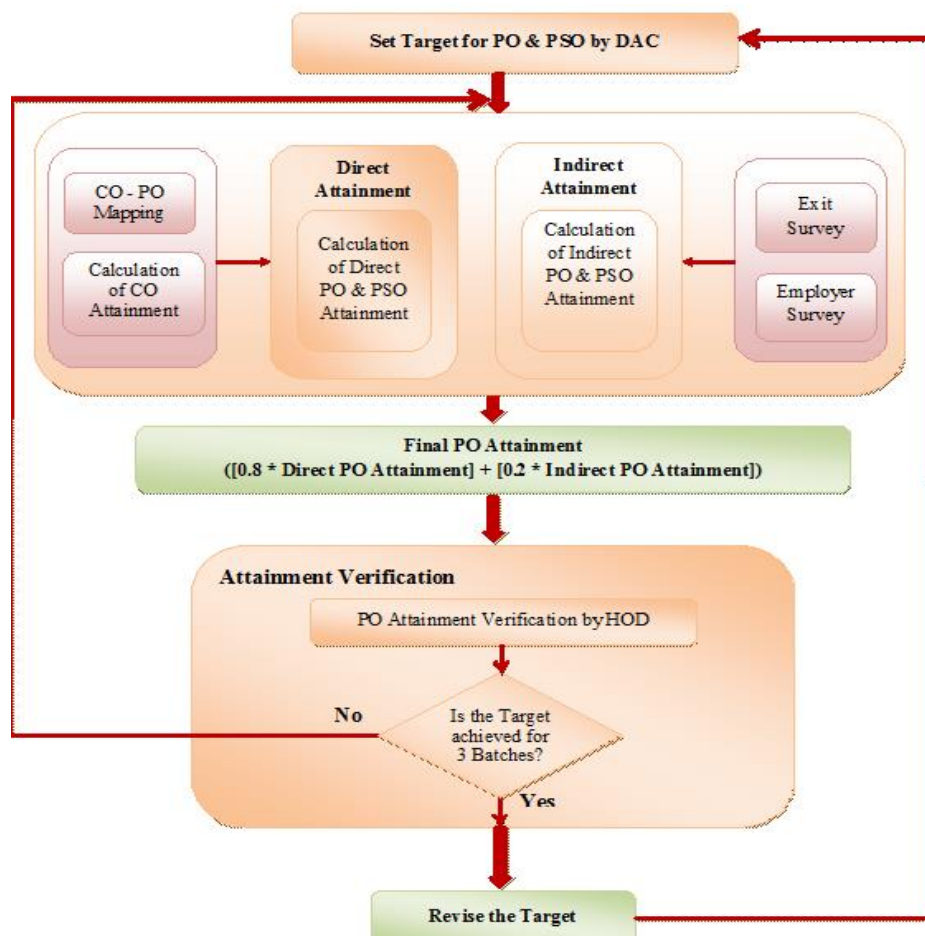 Set Target for PO & PSO by DAC
CO - PO
Mapping
Calculation
of CO
Attainment
Direct
Attainment
Calculation
of Direct
PO & PSO
Attainment
Indirect
Attainment
Calculation
of Indirect
PO & PSO
Attainment
Exit
Survey
Employer
Survey
Final PO Attainment
([0.8 * Direct PO Attainment] + [0.2 * Indirect PO Attainment])
Attainment Verification
PO Attainment Verification by HOD
No
Is the Target
achieved for
3 Batches?
Yes
Revise the Target